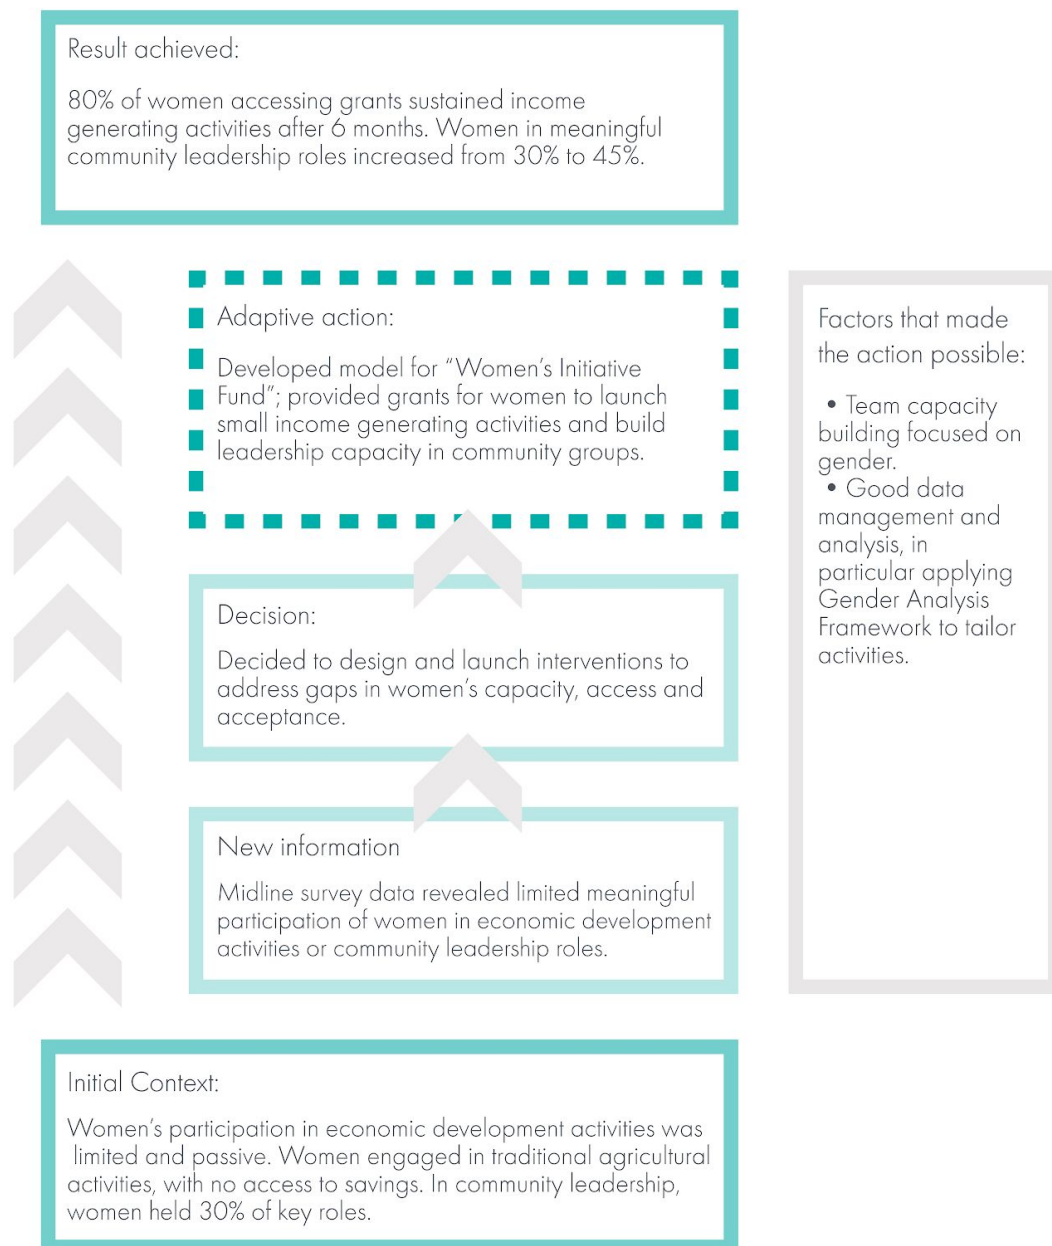 Result achieved:
80% of women accessing grants sustained income
generating activities after 6 months. Women in meaningful
community leadership roles increased from 30% to 45%.
Adaptive action:
Developed model for “Women’s Initiative
Fund”; provided grants for women to launch
small income generating activities and build
leadership capacity in community groups.
Factors that made
the action possible:
• Team capacity
building focused on
gender.
• Good data
management and
analysis, in
particular applying
Gender Analysis
Framework to tailor
activities.
Decision:
Decided to design and launch interventions to
address gaps in women’s capacity, access and
acceptance.
New information
Midline survey data revealed limited meaningful
participation of women in economic development
activities or community leadership roles.
Initial Context:
Women’s participation in economic development activities was
limited and passive. Women engaged in traditional agricultural
activities, with no access to savings. In community leadership,
women held 30% of key roles.